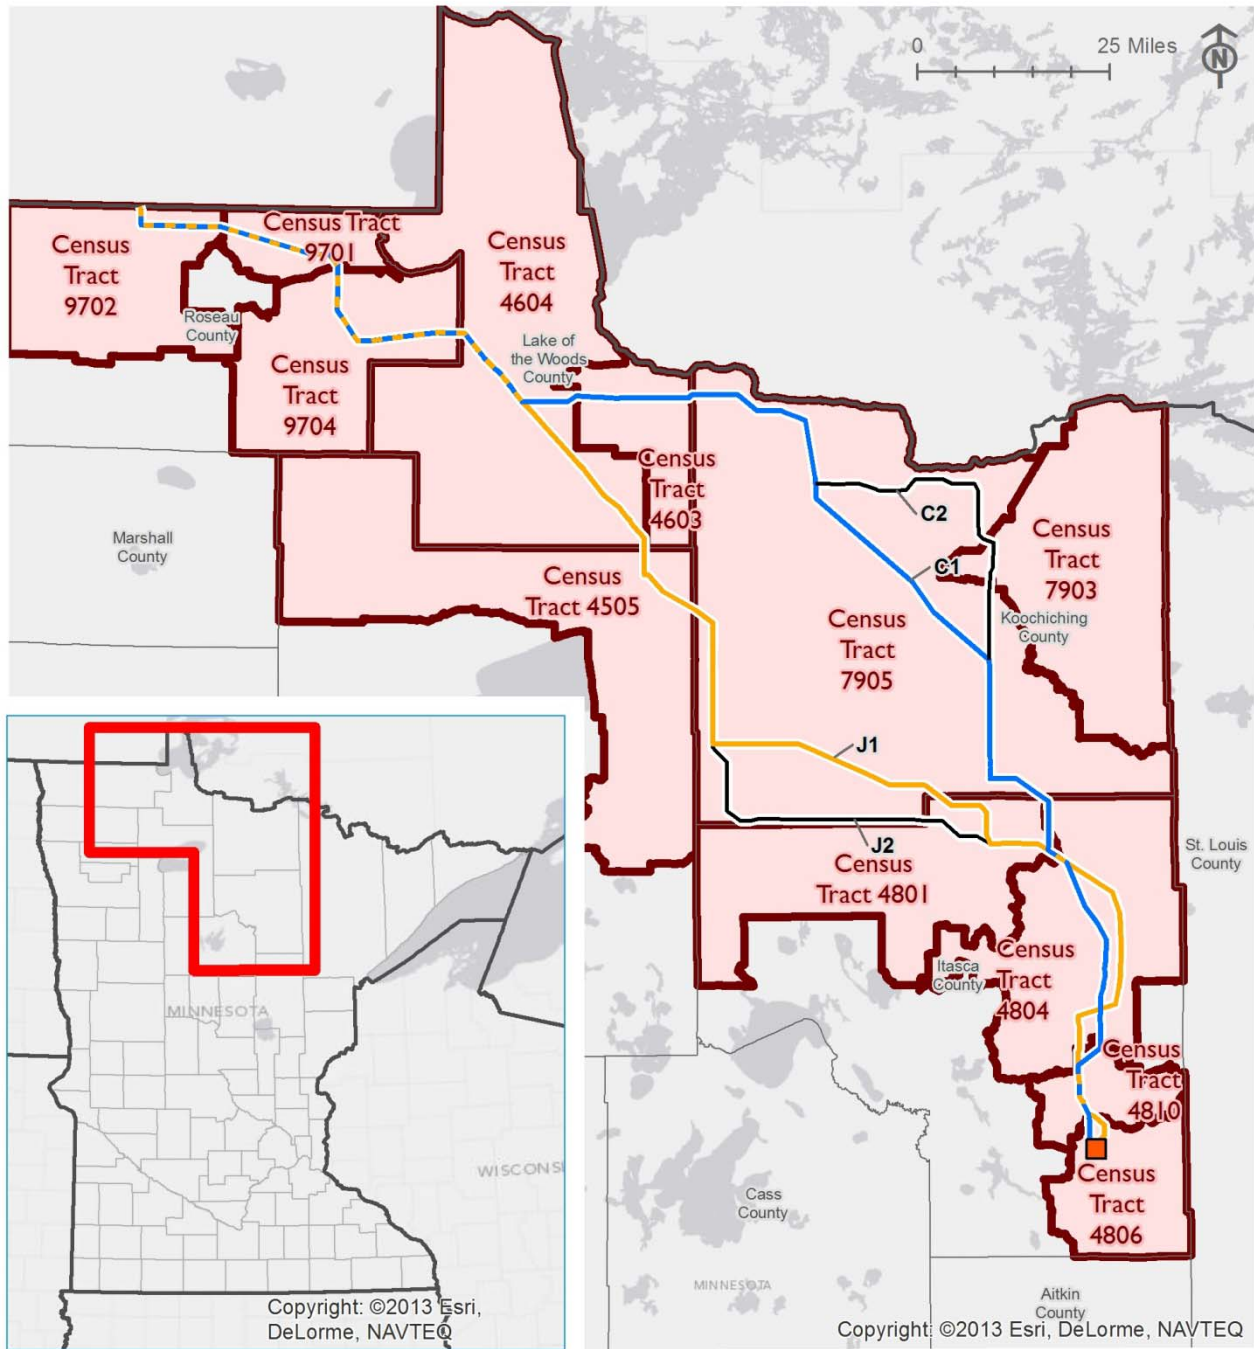 0
25 Miles
N
Census Tract
9701
Census
Tract
9702
Census
Tract
4604
Roseau
County
Lake of
the Woods
County
Census
Tract
9704
Census
Tract
4603
C2
Marshall
County
C1
Census
Tract
7903
Census
Tract 4505
Koochiching
County
Census
Tract
7905
J1
J2
St. Louis
County
Census
Tract 4801
Census
Tract
4804
Itasca
County
MINNESOTA
Census
Tract
4810
WISCONSI
Census
Tract
4806
Cass
County
MINNESOTA
Aitkin
County
Copyright: ©2013 Esri,
DeLorme, NAVTEQ
Copyright: ©2013 Esri, DeLorme, NAVTEQ